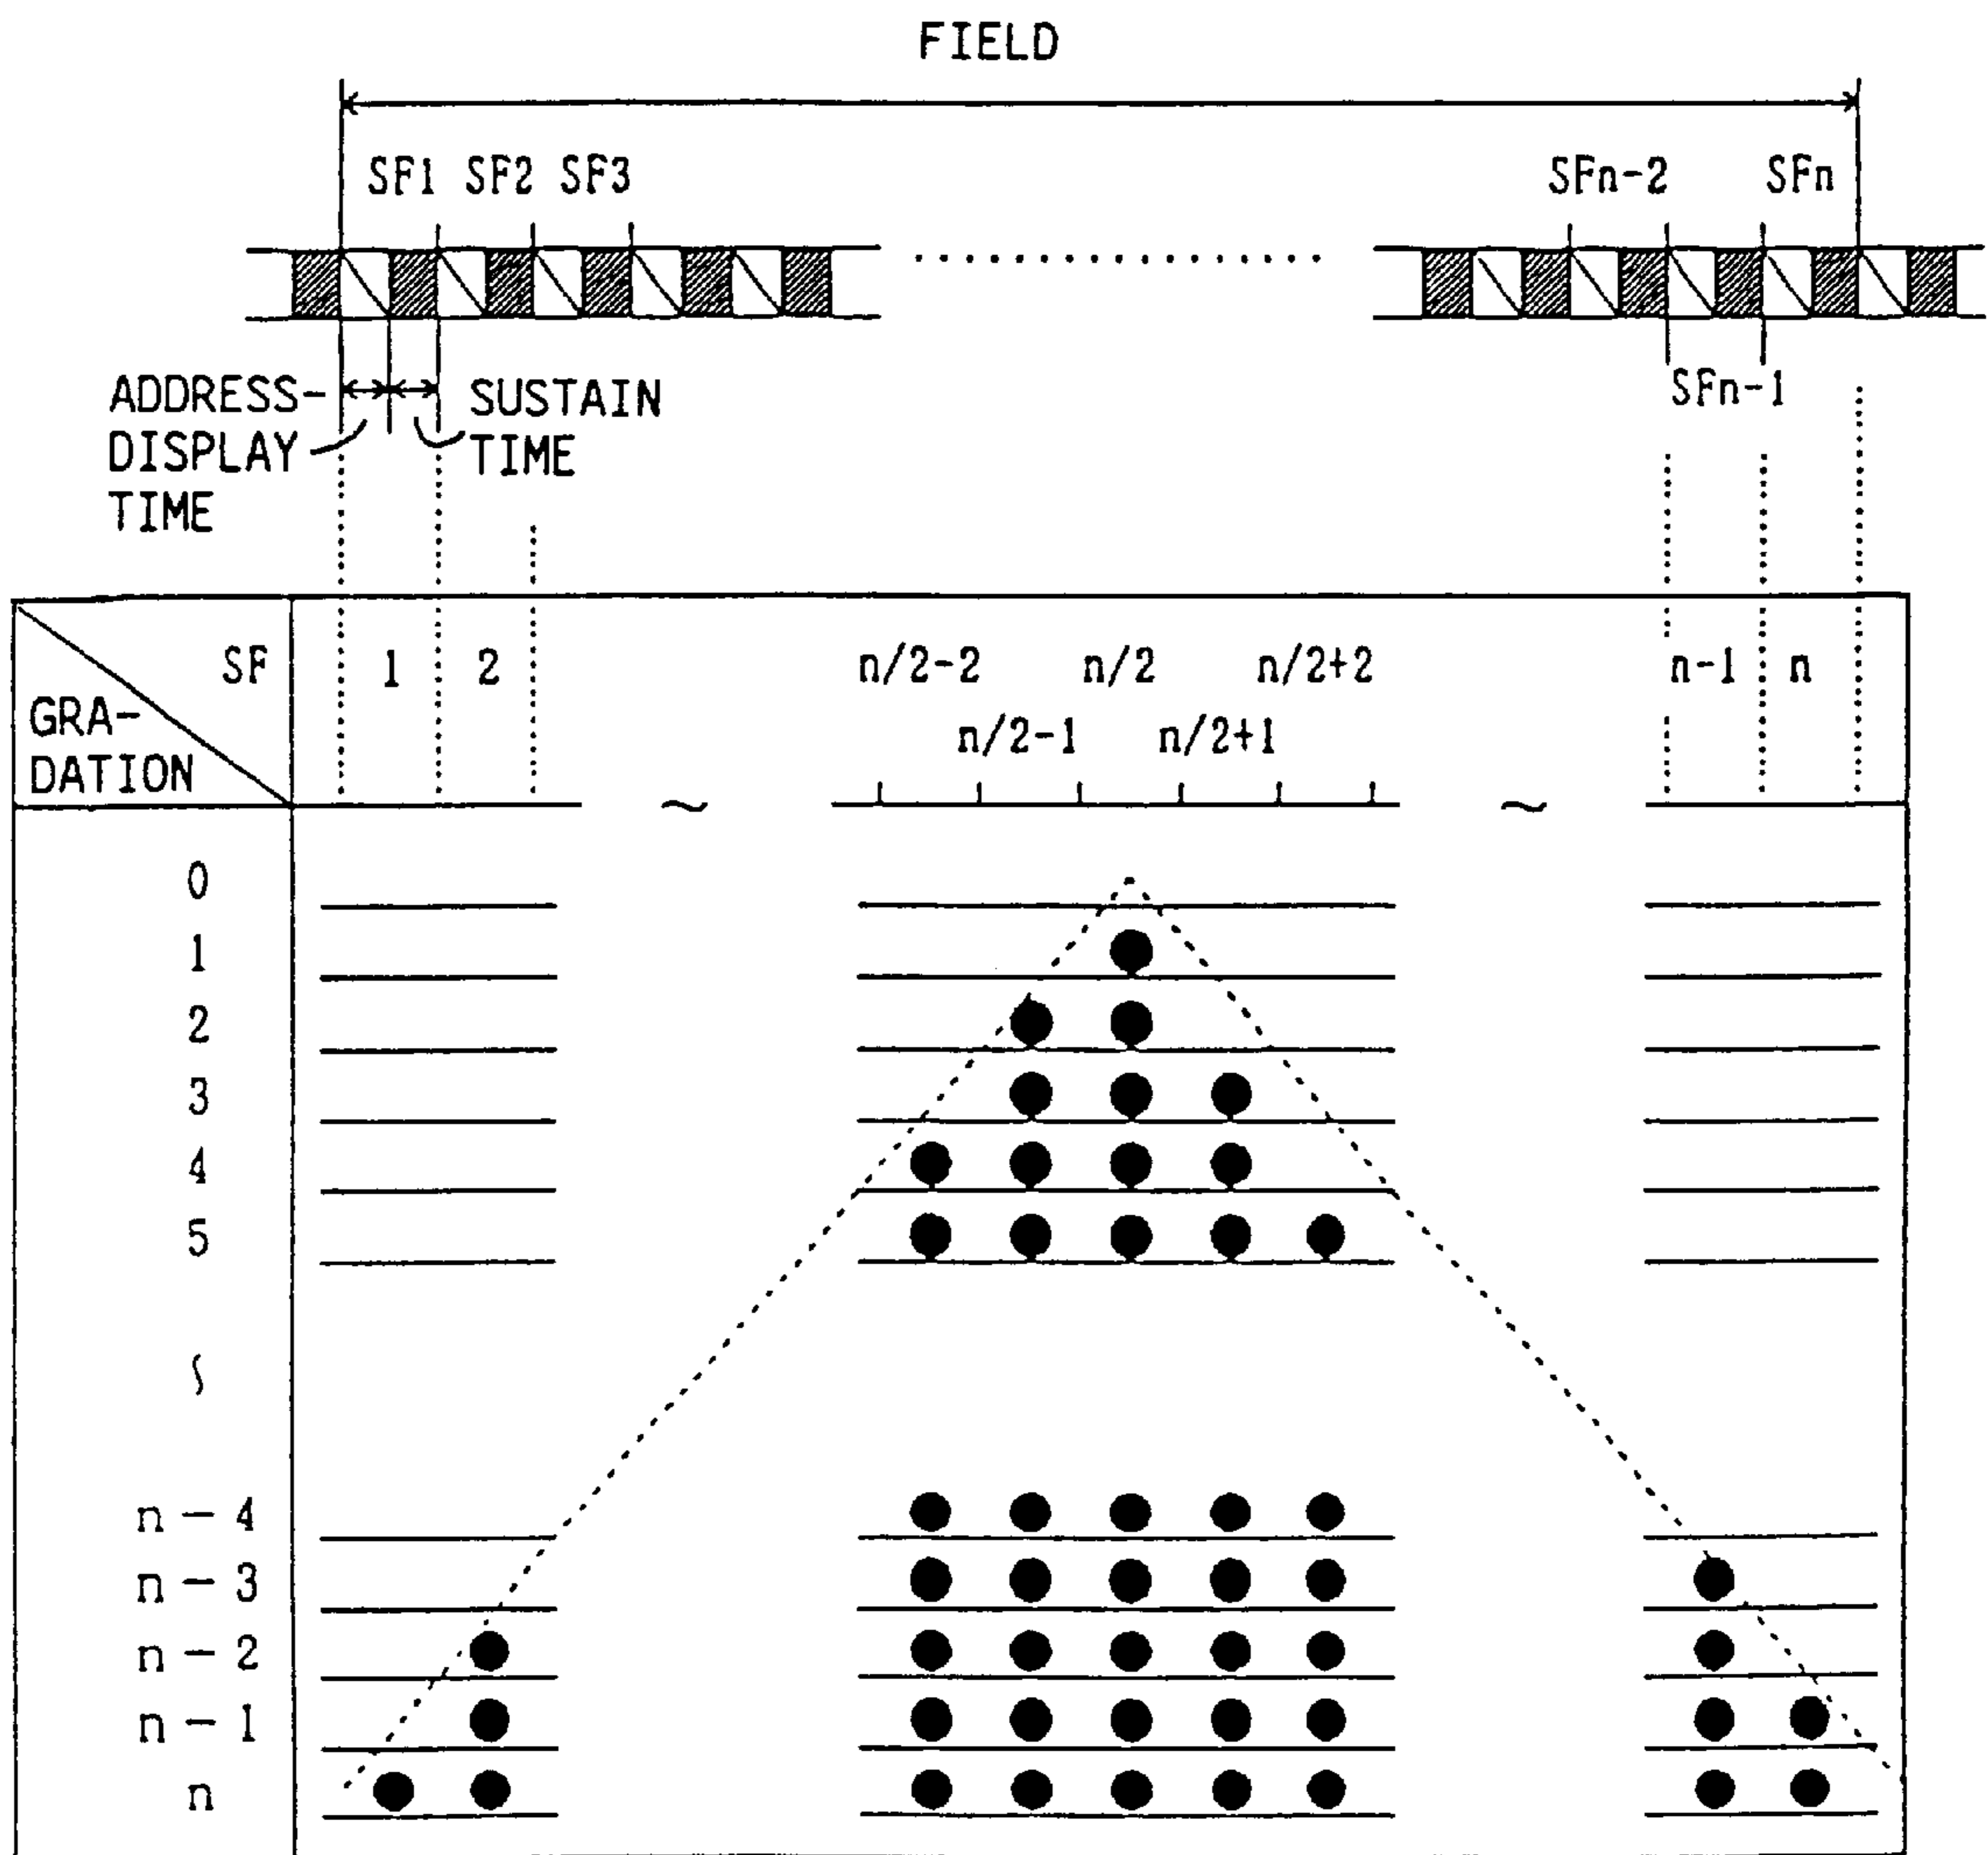 FIELD
SF1 SF2 SF3
SFn-2 SFn
SFn-1
ADDRESS-
DISPLAY
TIME
SUSTAIN
TIME
SF
GRA-
DATION
1 2 n/2-2 n/2 n/2+2 n-1 n
n/2-1 n/2+1
~ ~
0
1
2
3
4
5
n-4
n-3
n-2
n-1
n